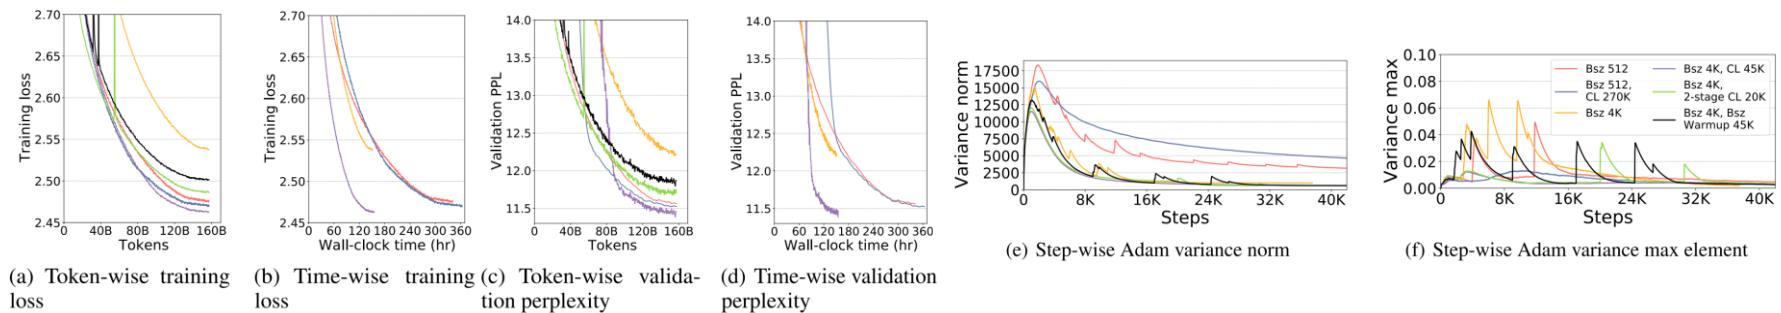 2.70
2.65
2.60
2.55
2.50
2.45
Training loss
0 40B 80B 120B 160B
Tokens
(a) Token-wise training
loss
2.70
2.65
2.60
2.55
2.50
2.45
Training loss
0 60 120 180 240 300 360
Wall-clock time (hr)
(b) Time-wise training
loss
14.0
13.5
13.0
12.5
12.0
11.5
Validation PPL
0 40B 80B 120B 160B
Tokens
(c) Token-wise valida-
tion perplexity
14.0
13.5
13.0
12.5
12.0
11.5
Validation PPL
0 60 120 180 240 300 360
Wall-clock time (hr)
(d) Time-wise validation
perplexity
17500
15000
12500
10000
7500
5000
2500
0
Variance norm
0 8K 16K 24K 32K 40K
Steps
(e) Step-wise Adam variance norm
0.10
0.08
0.06
0.04
0.02
0.00
Variance max
Bsz 512
Bsz 512,
CL 270K
Bsz 4K
Bsz 4K, CL 45K
Bsz 4K,
2-stage CL 20K
Bsz 4K, Bsz
Warmup 45K
0 8K 16K 24K 32K 40K
Steps
(f) Step-wise Adam variance max element